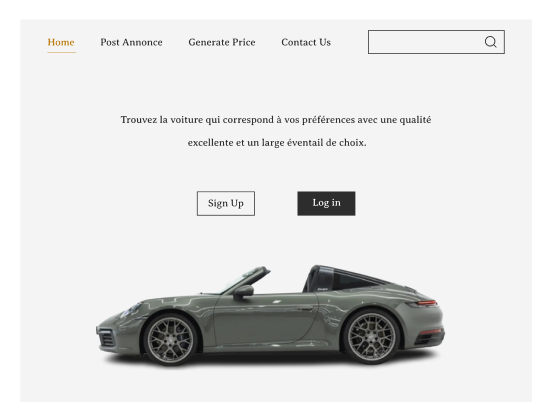 Home Post Annonce Generate Price Contact Us
Trouvez la voiture qui correspond à vos préférences avec une qualité
excellente et un large éventail de choix.
Sign Up Log in